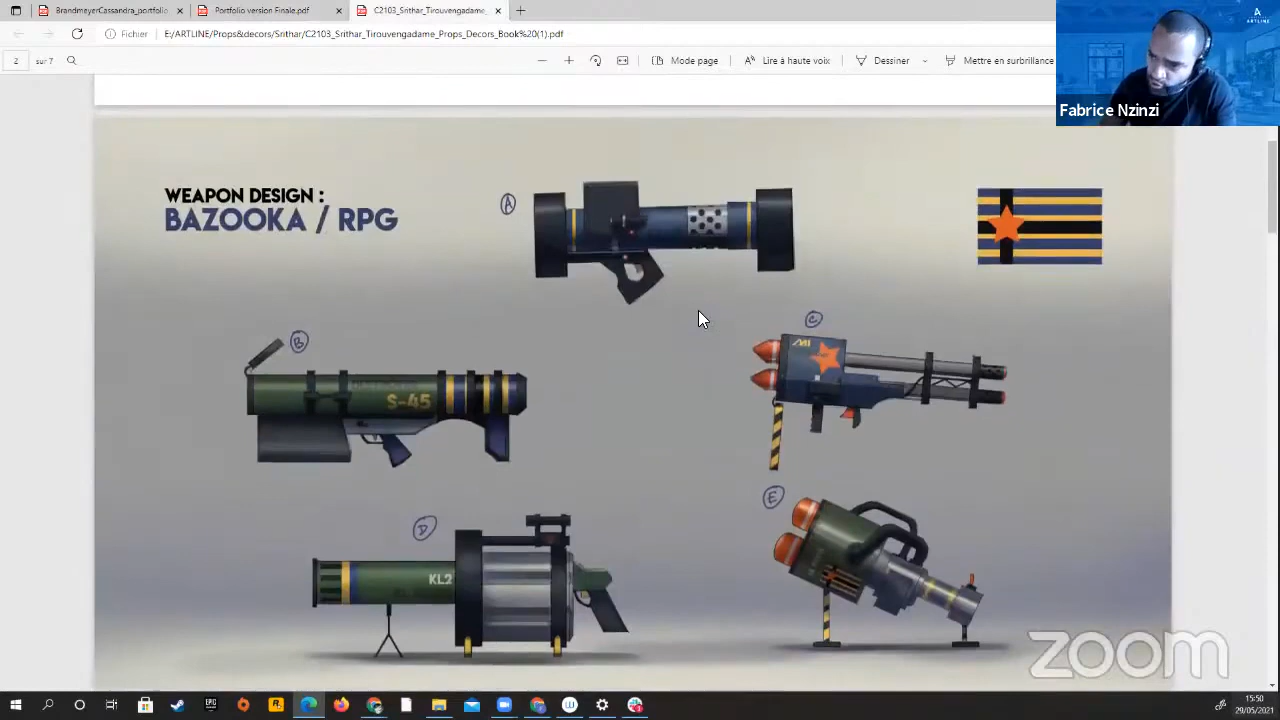 BrandmeyerCassandra_portfolio
Portfolio version Finale.pdf
C2103_Srithar_Tirouvengadame_
Fichier
E:/ARTLINE/Props&decors/Srithar/C2103_Srithar_Tirouvengadame_Props_Decors_Book%20(1).pdf
2 sur 7
Mode page
Lire à haute voix
Dessiner
Mettre en surbrillance
ARTLINE
Fabrice Nzinzi
WEAPON DESIGN :
BAZOOKA / RPG
A
B
S-45
C
D
KL2
E
zoom
15:50
29/05/2021